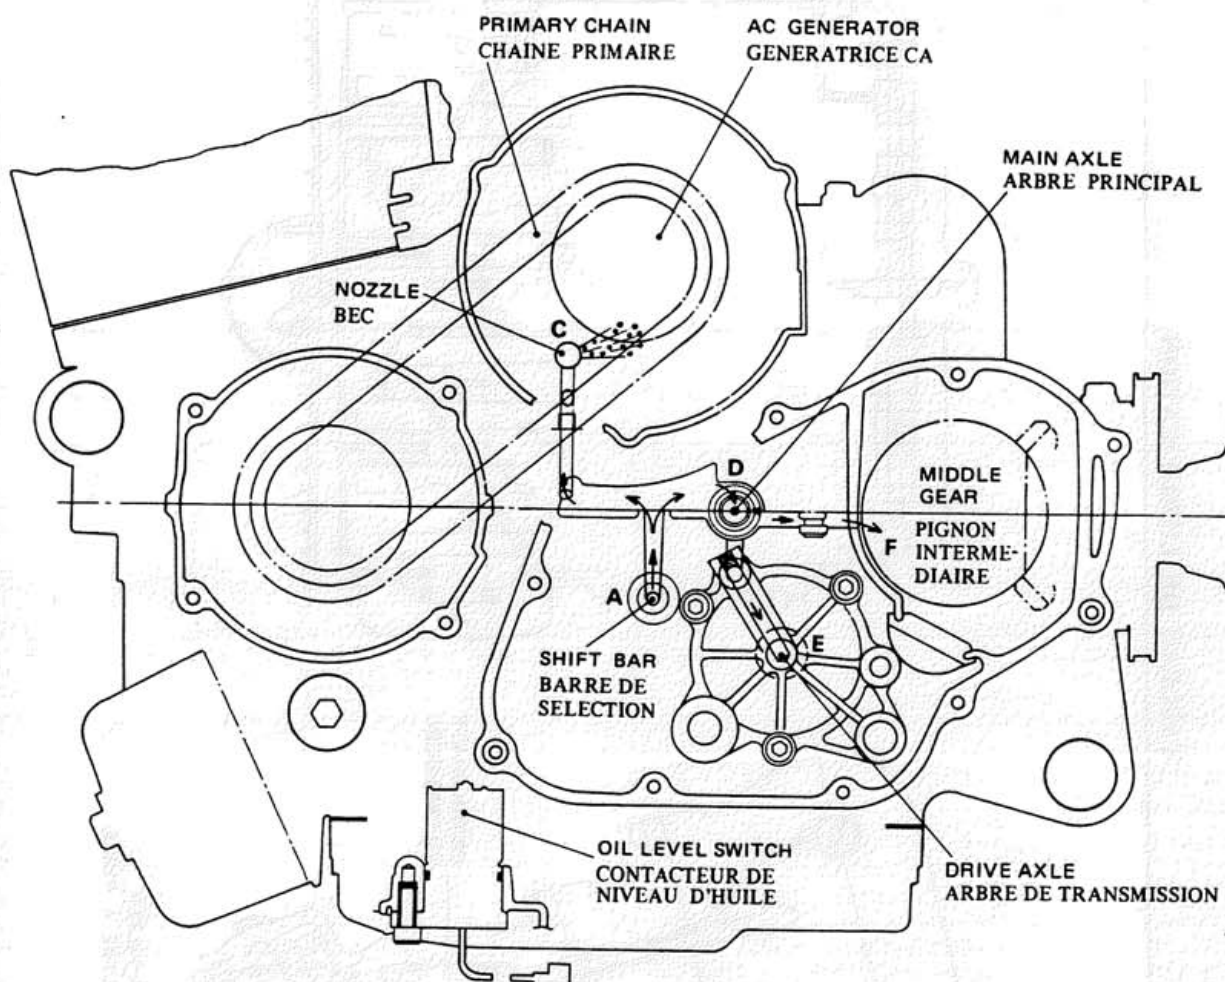 PRIMARY CHAIN
CHAINE PRIMAIRE
AC GENERATOR
GENERATRICE CA
MAIN AXLE
ARBRE PRINCIPAL
NOZZLE
BEC
C
D
MIDDLE
GEAR
PIGNON
INTERME-
DIAIRE
F
A
E
SHIFT BAR
BARRE DE
SELECTION
OIL LEVEL SWITCH
CONTACTEUR DE
NIVEAU D'HUILE
DRIVE AXLE
ARBRE DE TRANSMISSION